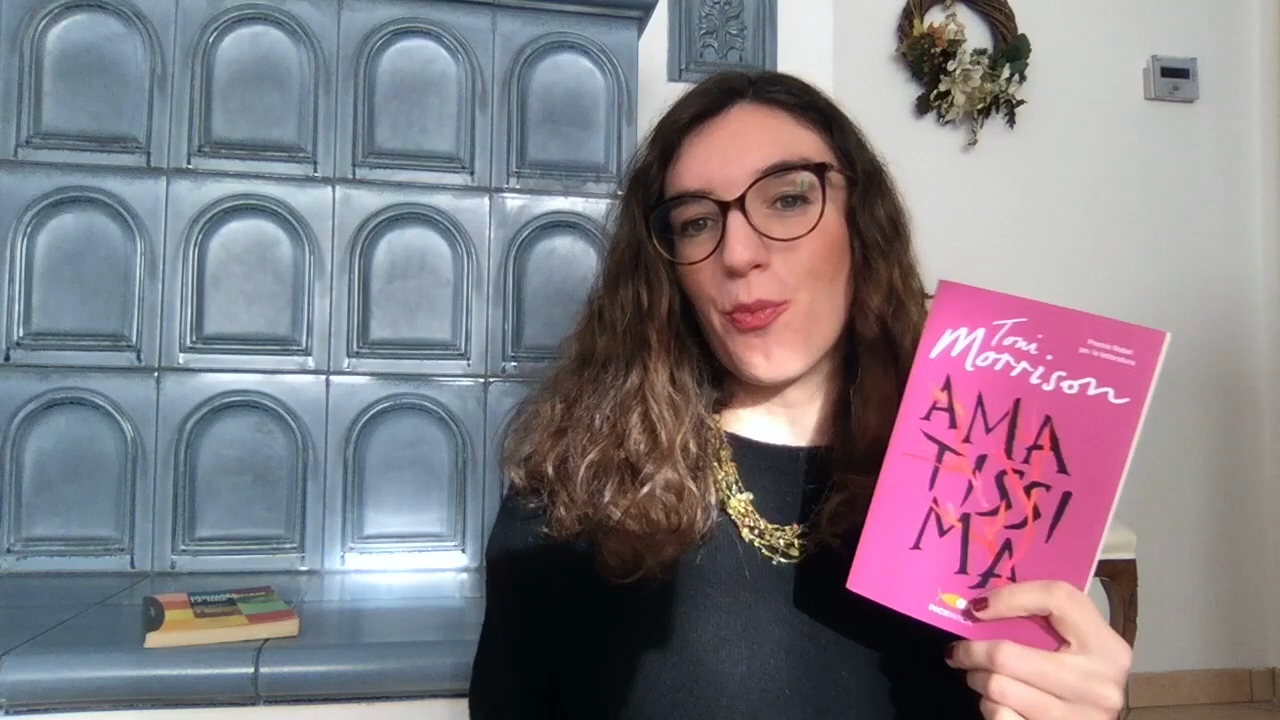 Toni
Morrison
Premio Nobel
per la letteratura
AMA
TISSI
MA